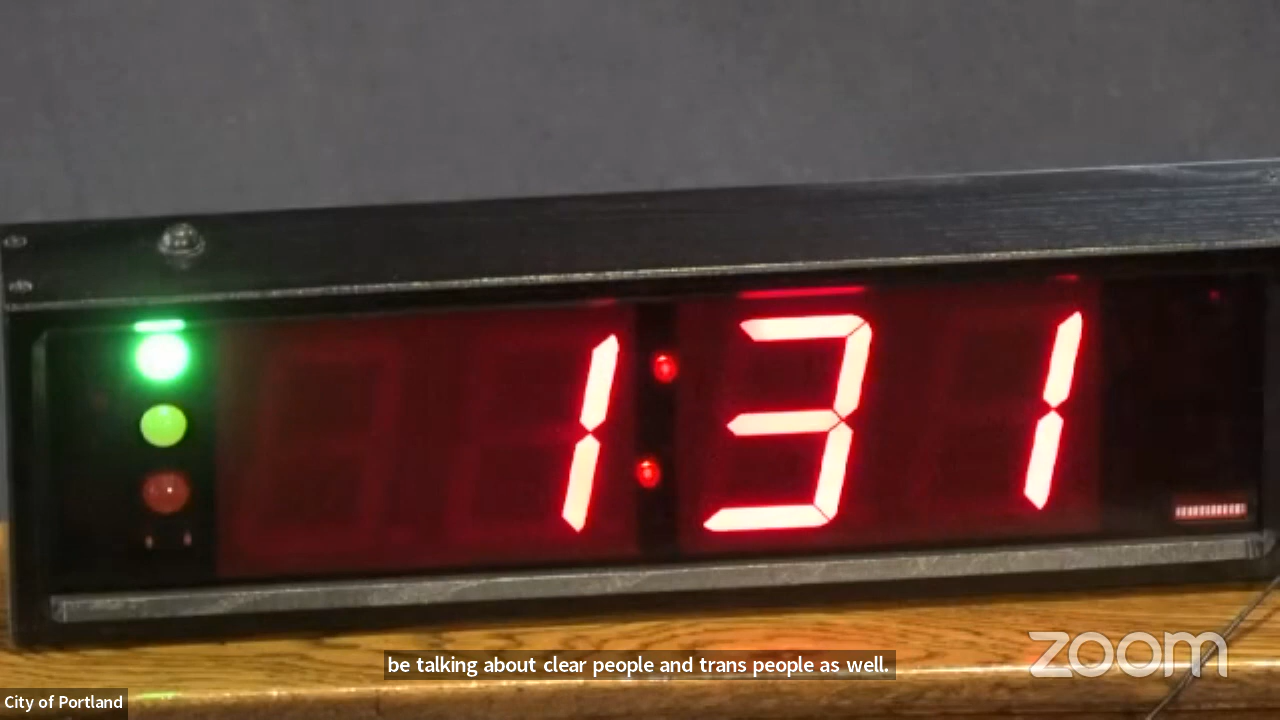 1:31
be talking about clear people and trans people as well.
zoom
City of Portland